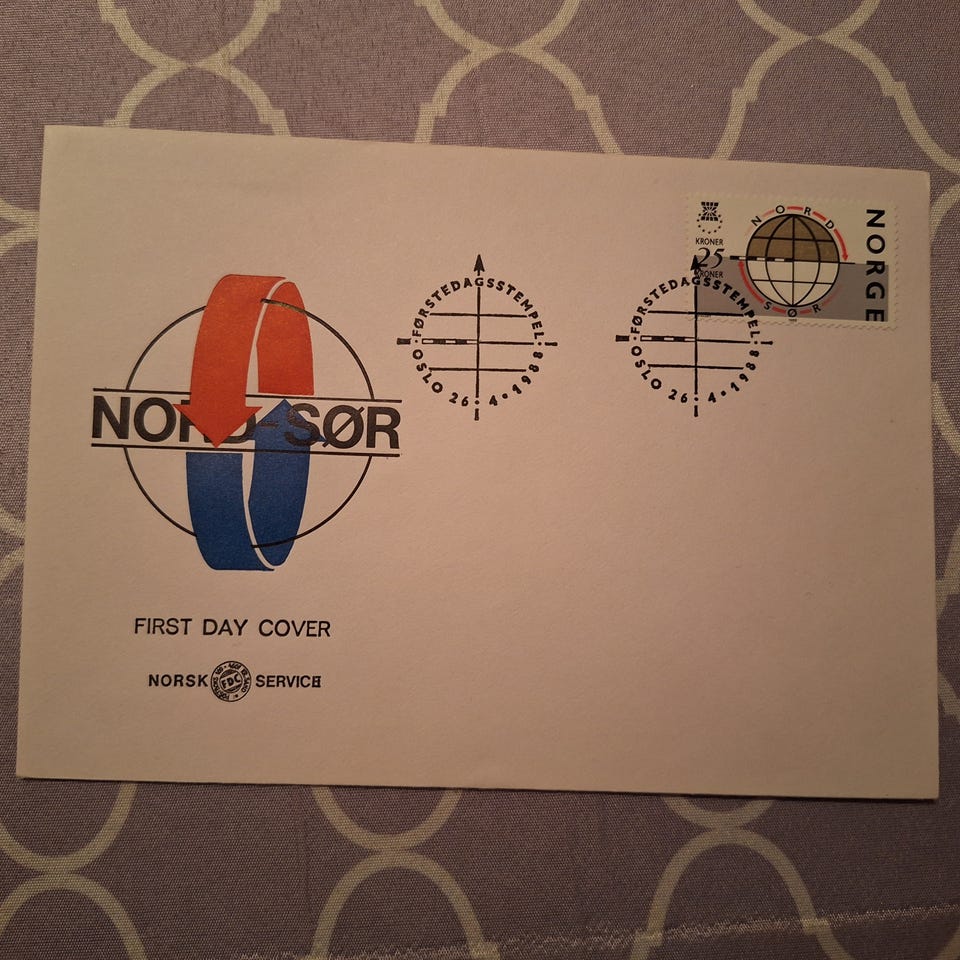 NORD
SØR
NORGE
KRONER
25
KRONER
FØRSTEDAGSSTEMPEL
OSLO 26•4•1988
FØRSTEDAGSSTEMPEL
OSLO 26•4•1988
NORD-SØR
FIRST DAY COVER
NORSK FDC SERVICE